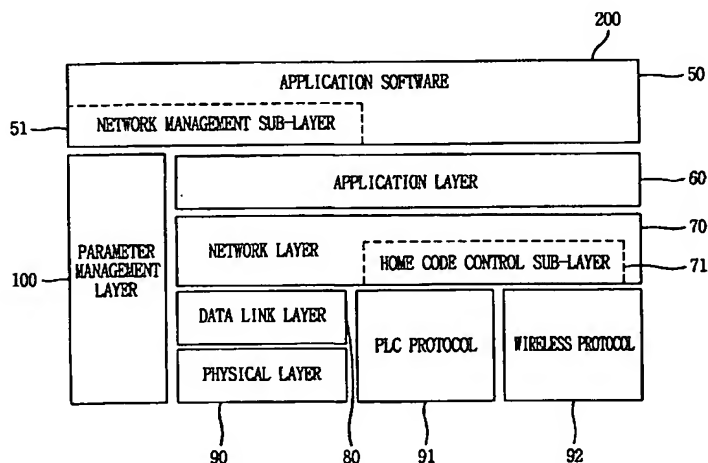 200
APPLICATION SOFTWARE
50
51
NETWORK MANAGEMENT SUB-LAYER
APPLICATION LAYER
60
PARAMETER
MANAGEMENT
LAYER
100
NETWORK LAYER
70
HOME CODE CONTROL SUB-LAYER
71
DATA LINK LAYER
PLC PROTOCOL
WIRELESS PROTOCOL
PHYSICAL LAYER
90
80
91
92